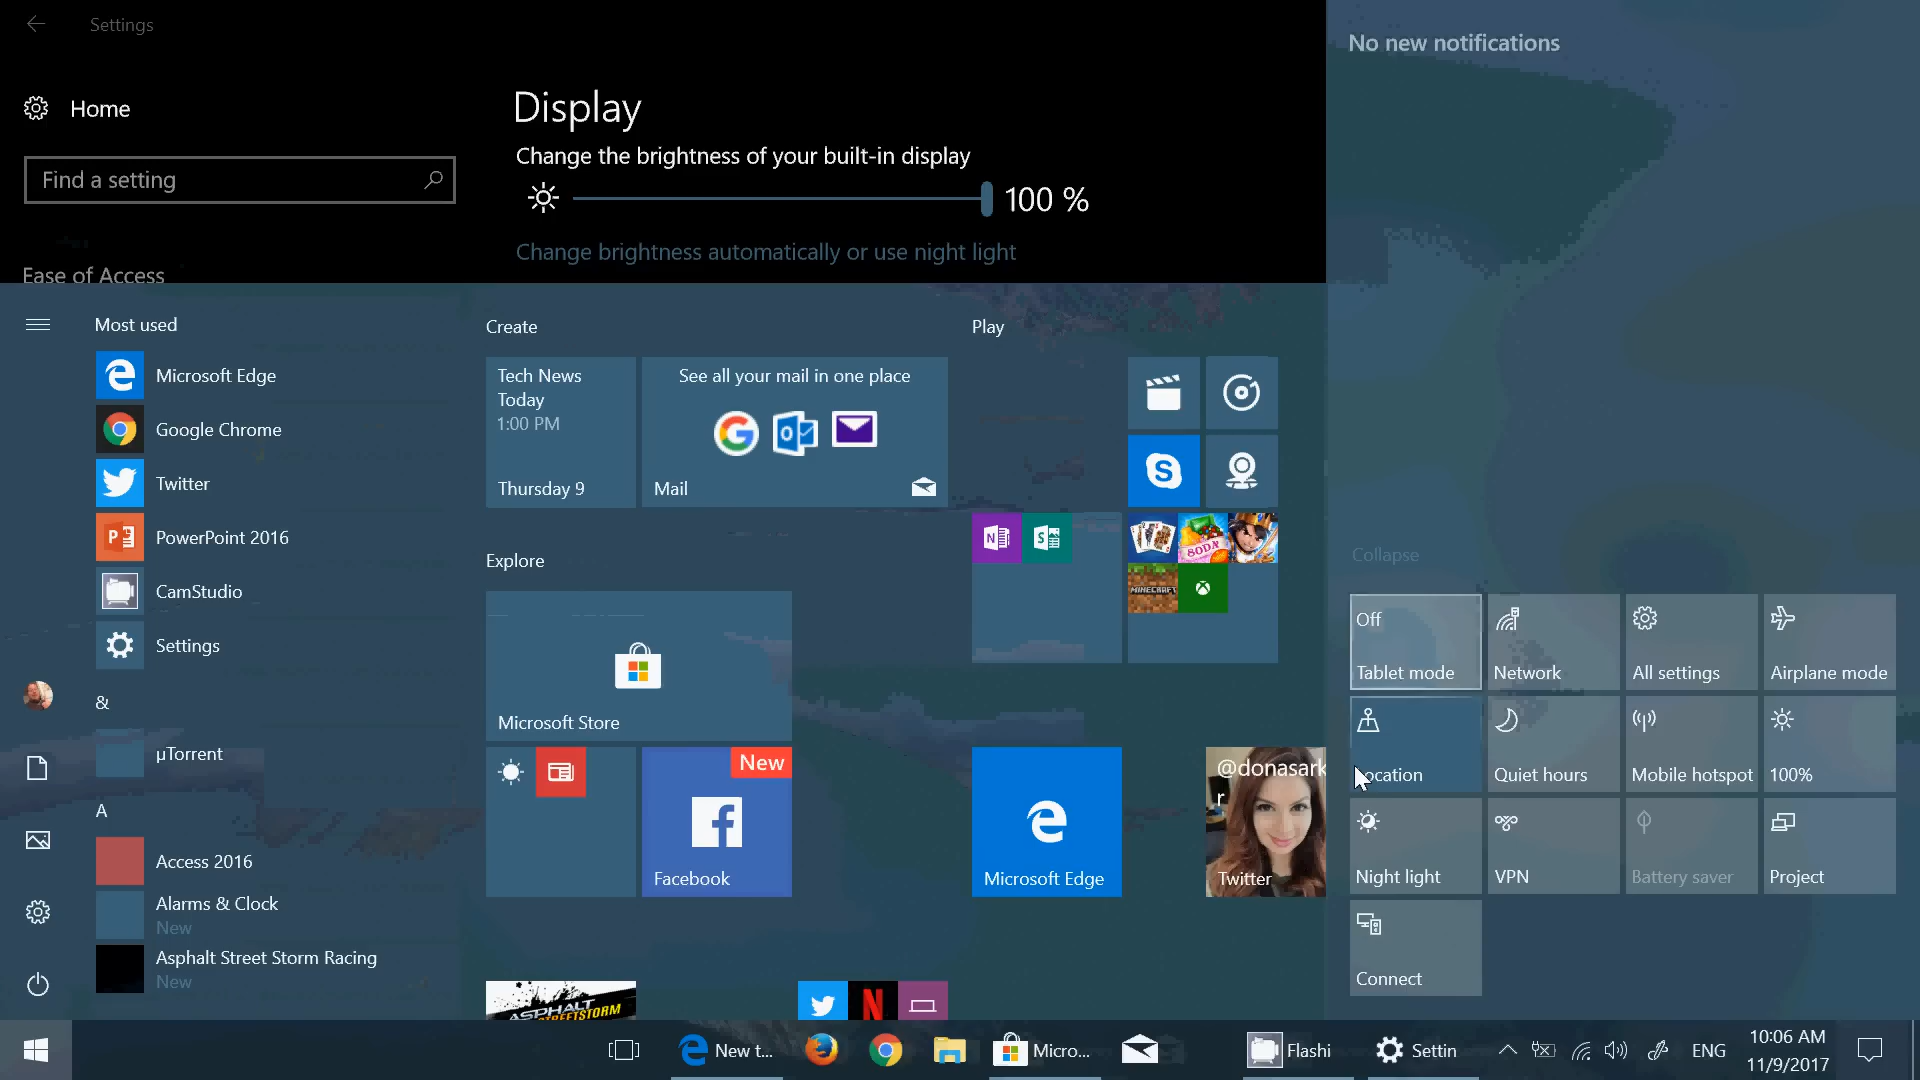 Settings
Home
Find a setting
Ease of Access
Display
Change the brightness of your built-in display
100 %
Change brightness automatically or use night light
No new notifications
Most used
Microsoft Edge
Google Chrome
Twitter
PowerPoint 2016
CamStudio
Settings
&
µTorrent
A
Access 2016
Alarms & Clock
New
Asphalt Street Storm Racing
New
Create
Tech News
Today
1:00 PM
Thursday 9
See all your mail in one place
Mail
Explore
Microsoft Store
New
Facebook
ASPHALT
STREETSTORM
Play
SODA
MINECRAFT
Microsoft Edge
@donasark
r
Twitter
Collapse
Off
Tablet mode
Network
All settings
Airplane mode
ocation
Quiet hours
Mobile hotspot
100%
Night light
VPN
Battery saver
Project
Connect
New t...
Micro...
Flashi
Settin
ENG
10:06 AM
11/9/2017